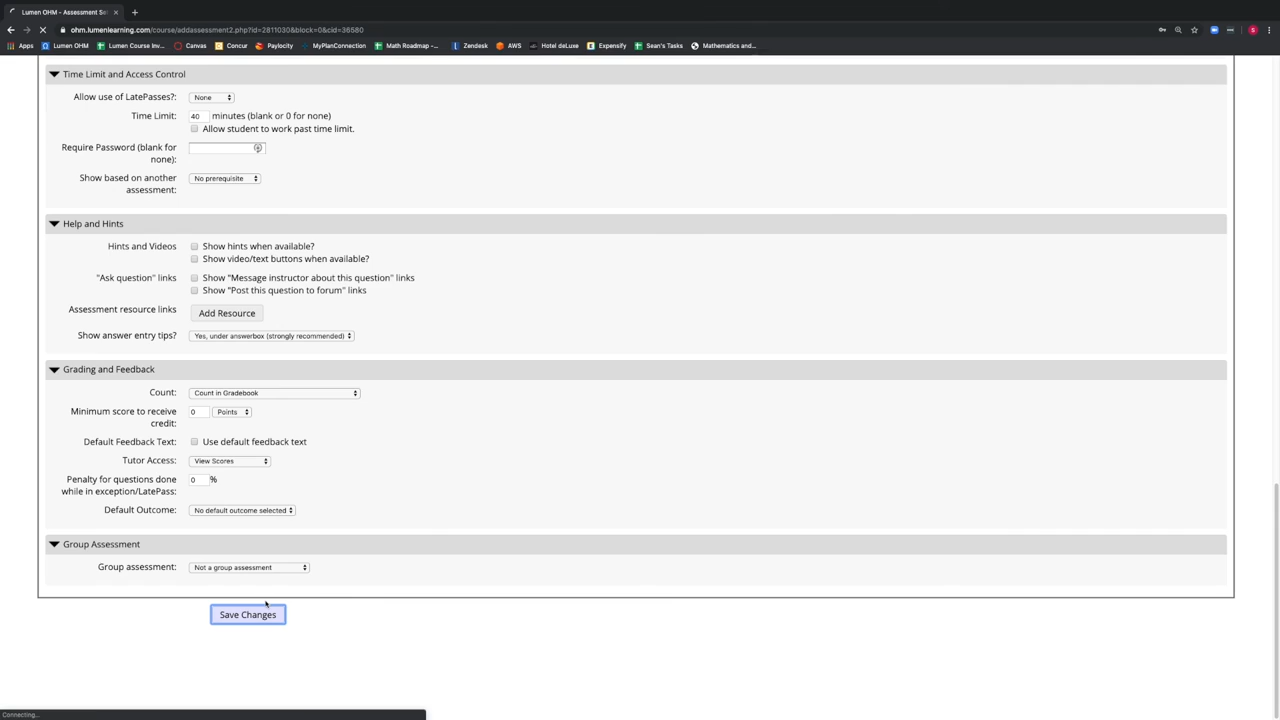 Lumen OHM - Assessment Se
ohm.lumenlearning.com/course/addassessment2.php?id=2811030&block=0&cid=36580
Apps Lumen OHM Lumen Course Inv... Canvas Concur Paylocity MyPlanConnection Math Roadmap -... Zendesk AWS Hotel deLuxe Expensify Sean's Tasks Mathematics and...
Time Limit and Access Control
Allow use of LatePasses?: None
Time Limit: 40 minutes (blank or 0 for none)
Allow student to work past time limit.
Require Password (blank for
none):
Show based on another No prerequisite
assessment:
Help and Hints
Hints and Videos Show hints when available?
Show video/text buttons when available?
"Ask question" links Show "Message instructor about this question" links
Show "Post this question to forum" links
Assessment resource links Add Resource
Show answer entry tips? Yes, under answerbox (strongly recommended)
Grading and Feedback
Count: Count in Gradebook
Minimum score to receive 0 Points
credit:
Default Feedback Text: Use default feedback text
Tutor Access: View Scores
Penalty for questions done 0 %
while in exception/LatePass:
Default Outcome: No default outcome selected
Group Assessment
Group assessment: Not a group assessment
Save Changes
Connecting...